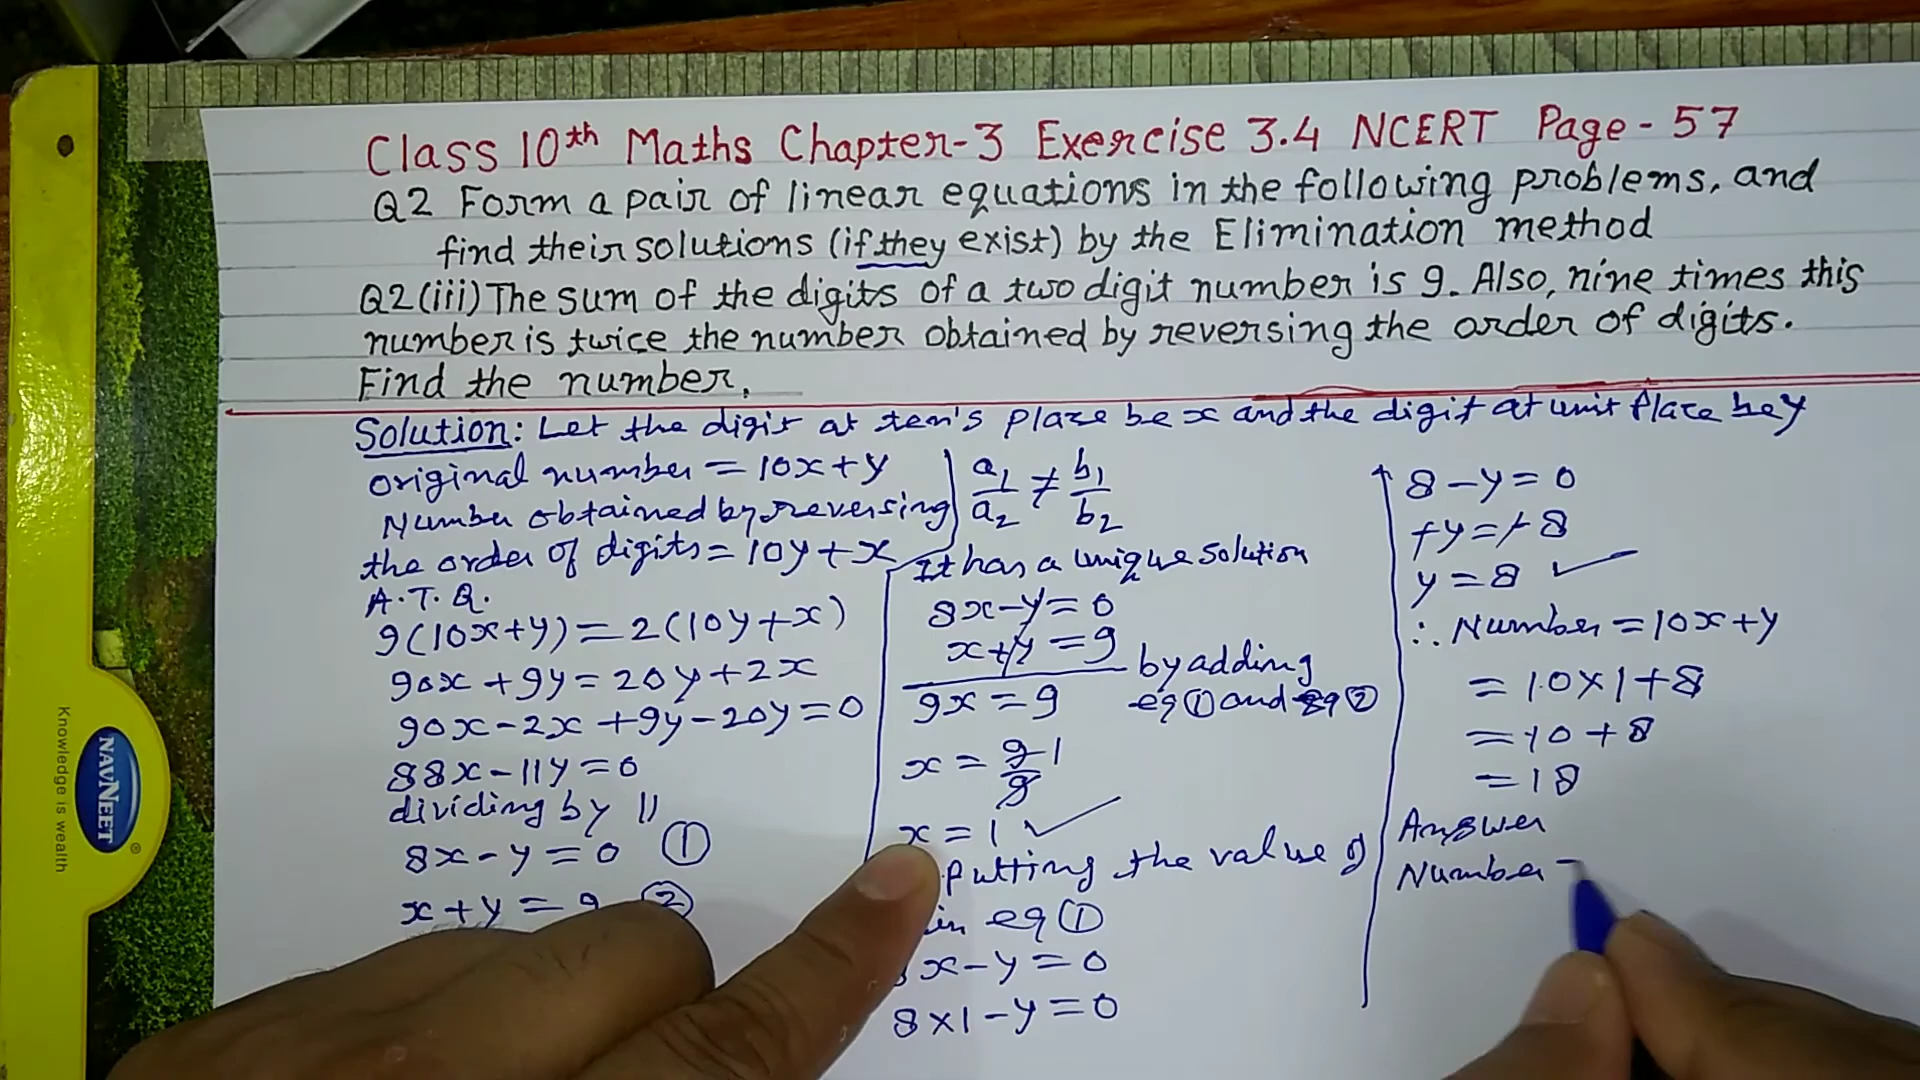 Class 10th Maths Chapter-3 Exercise 3.4 NCERT Page-57
Q2 Form a pair of linear equations in the following problems, and
find their solutions (if they exist) by the Elimination method
Q2(iii) The sum of the digits of a two digit number is 9. Also, nine times this
number is twice the number obtained by reversing the order of digits.
Find the number.
Solution: Let the digit at ten's place be x and the digit at unit place be y
original number = 10x+y
Number obtained by reversing
the order of digits = 10y+x
A.T.Q.
9(10x+y)=2(10y+x)
90x+9y=20y+2x
90x-2x+9y-20y=0
88x-11y=0
dividing by 11
8x-y=0 ①
x+y=9 ②
a1/a2 ≠ b1/b2
It has a unique solution
8x-y=0
x+y=9
by adding
9x=9 eq ① and eq ②
x=9/9 1
x=1 ✓
Putting the value of
in eq ①
x-y=0
8×1-y=0
8-y=0
+y=+8
y=8 ✓
∴ Number=10x+y
=10×1+8
=10+8
=18
Answer
Number =
NAVNEET
Knowledge is wealth